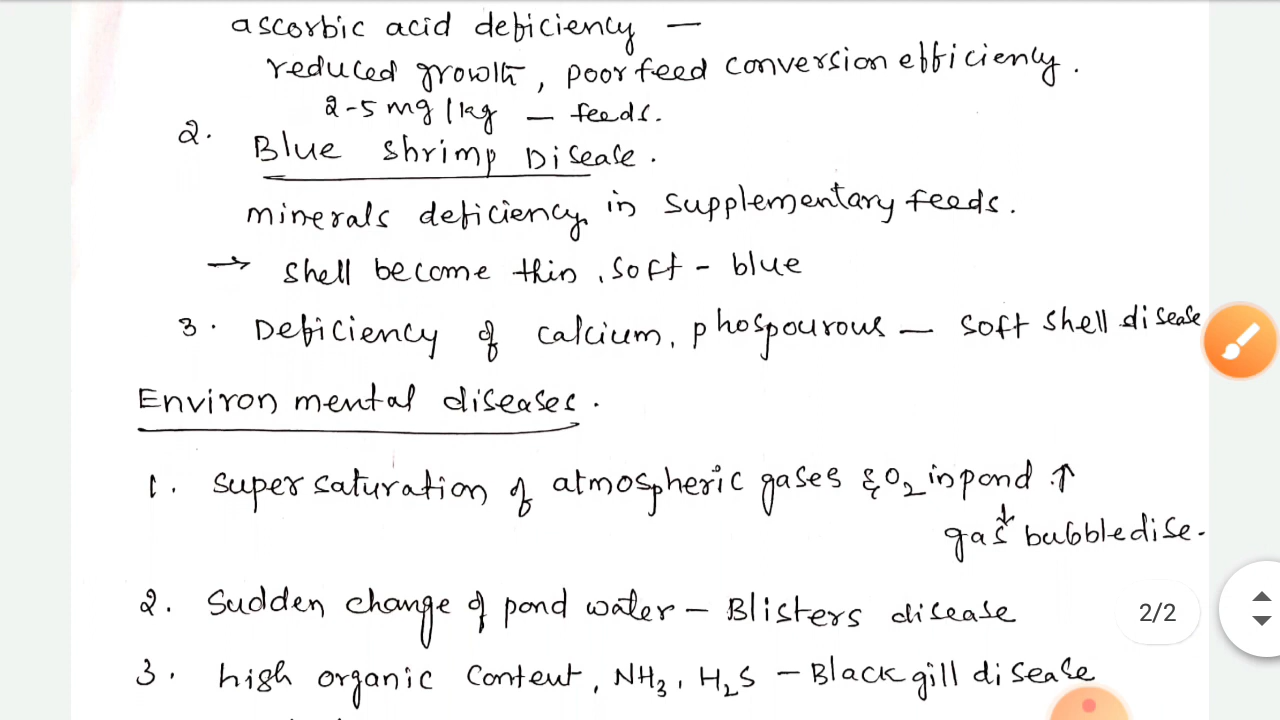 ascorbic acid deficiency —
reduced growth, poor feed conversion efficiency.
2-5 mg/kg — feeds.
2. Blue Shrimp Disease.
minerals deficiency in supplementary feeds.
→ Shell become thin, soft - blue
3. Deficiency of calcium, phospourous — soft shell disease
Environmental diseases.
1. super saturation of atmospheric gases & O2 in pond ↑
↓
gas bubble dise.
2. Sudden change of pond water — Blisters disease
2/2
3. high organic content, NH3, H2S — Black gill disease